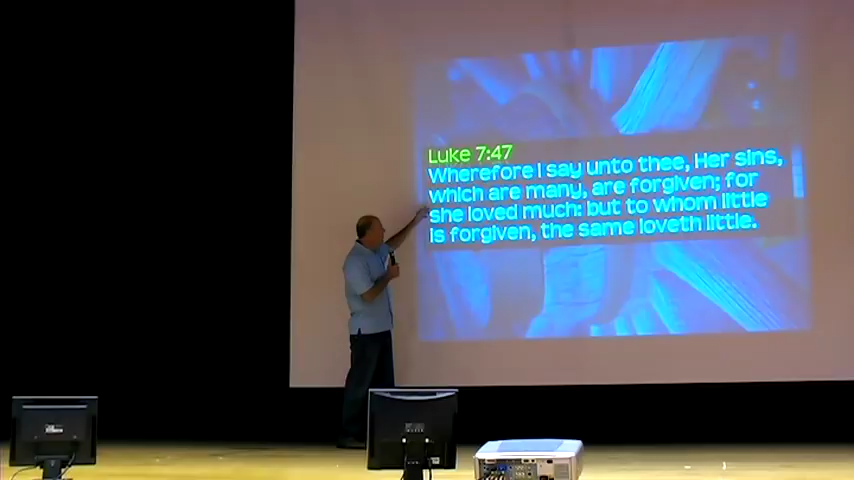 Luke 7:47
Wherefore I say unto thee, Her sins,
which are many, are forgiven; for
she loved much: but to whom little
is forgiven, the same loveth little.